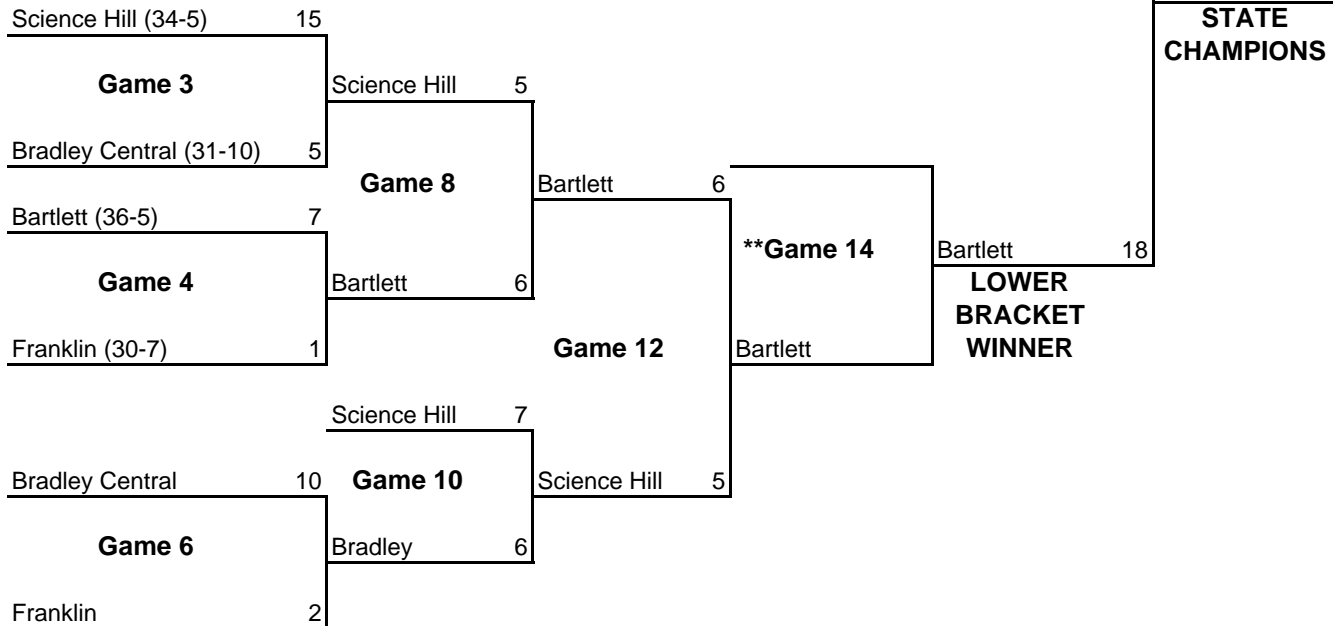 Science Hill (34-5) 15
STATE
CHAMPIONS
Game 3
Science Hill 5
Bradley Central (31-10) 5
Game 8
Bartlett 6
Bartlett (36-5) 7
**Game 14
Bartlett 18
Game 4
Bartlett 6
LOWER
BRACKET
WINNER
Franklin (30-7) 1
Game 12
Bartlett
Science Hill 7
Bradley Central 10
Game 10
Science Hill 5
Game 6
Bradley 6
Franklin 2